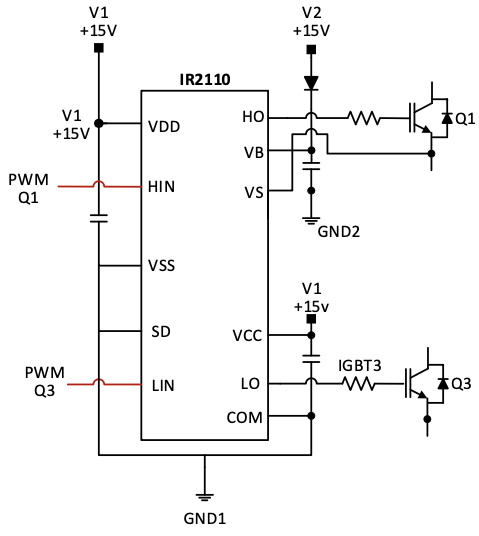 V1
+15V
V2
+15V
IR2110
V1
+15V
VDD
HO
Q1
VB
PWM
Q1
HIN
VS
GND2
VSS
V1
+15v
SD
VCC
IGBT3
PWM
Q3
LIN
LO
Q3
COM
GND1